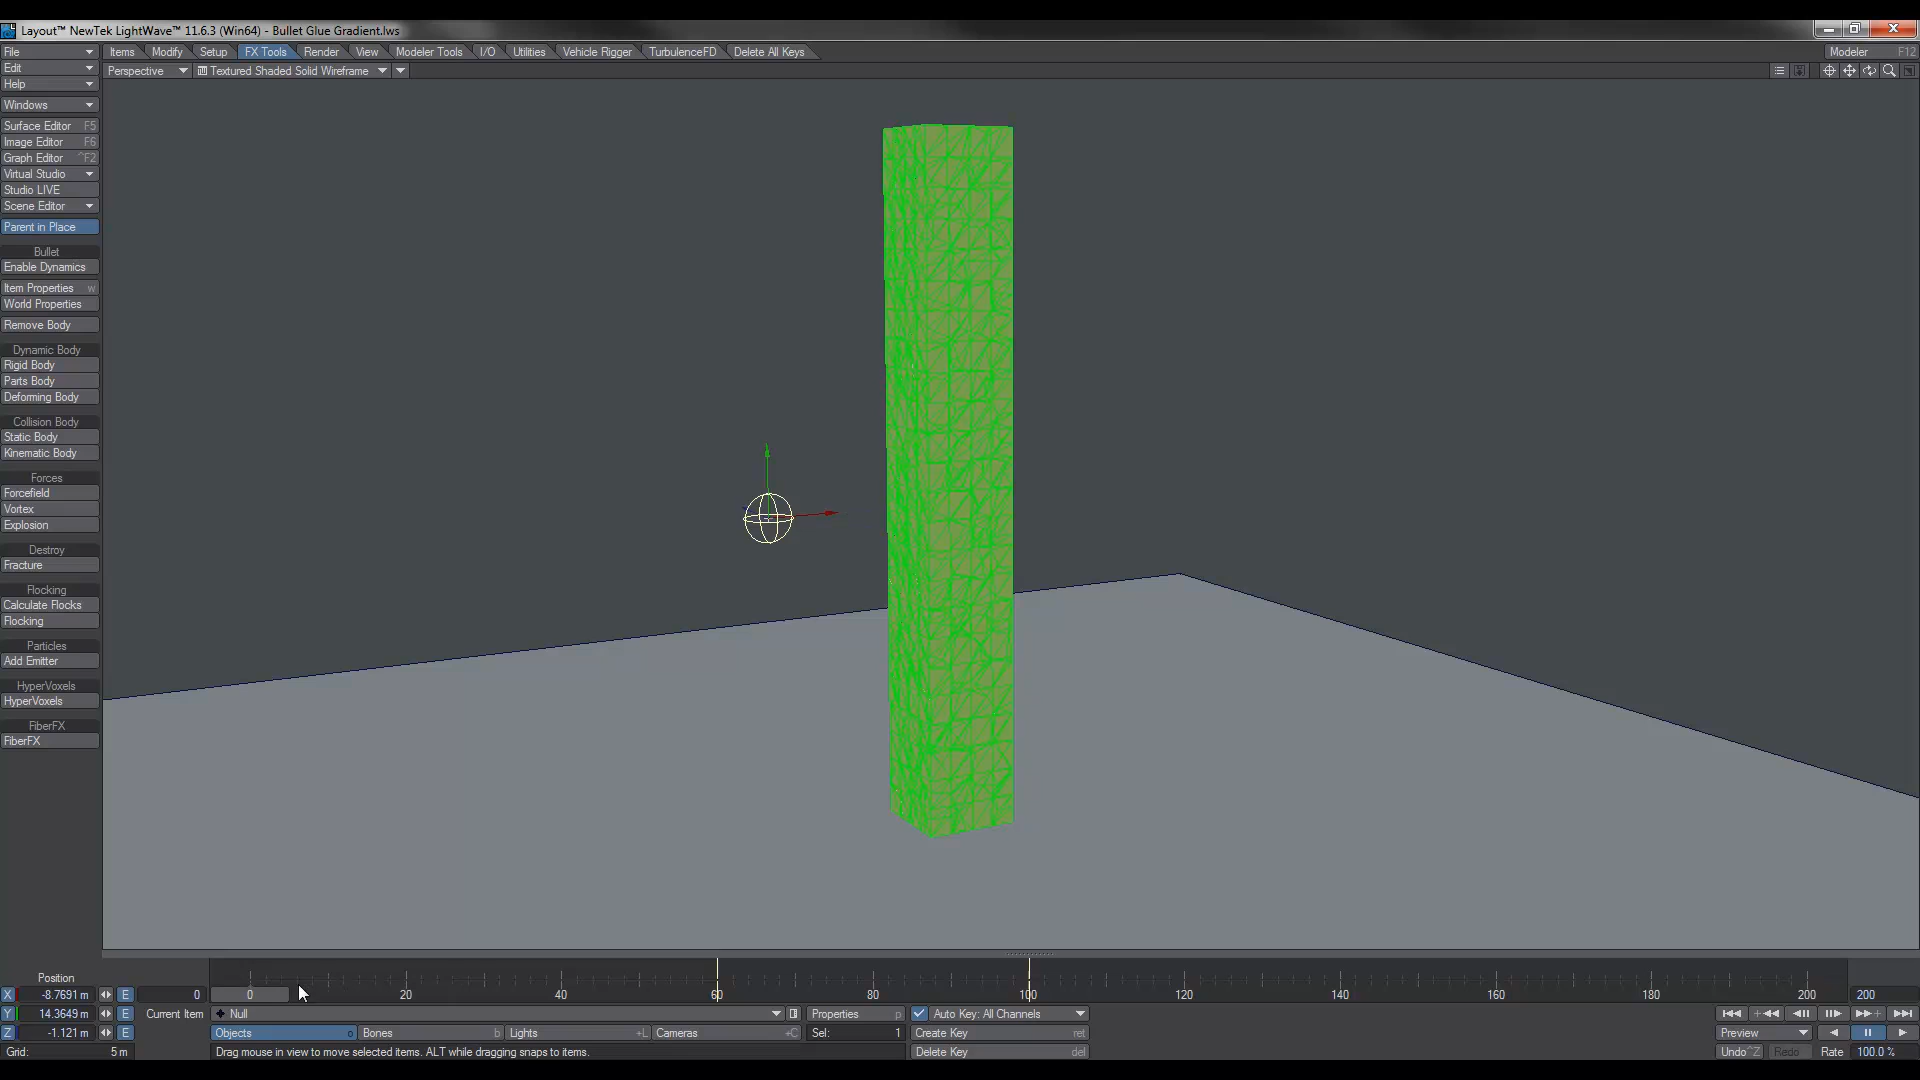 Layout™ NewTek LightWave™ 11.6.3 (Win64) - Bullet Glue Gradient.lws
File Items Modify Setup FX Tools Render View Modeler Tools I/O Utilities Vehicle Rigger TurbulenceFD Delete All Keys Modeler F12
Edit Perspective Textured Shaded Solid Wireframe
Help
Windows
Surface Editor F5
Image Editor F6
Graph Editor ^F2
Virtual Studio
Studio LIVE
Scene Editor
Parent in Place
Bullet
Enable Dynamics
Item Properties w
World Properties
Remove Body
Dynamic Body
Rigid Body
Parts Body
Deforming Body
Collision Body
Static Body
Kinematic Body
Forces
Forcefield
Vortex
Explosion
Destroy
Fracture
Flocking
Calculate Flocks
Flocking
Particles
Add Emitter
HyperVoxels
HyperVoxels
FiberFX
FiberFX
Position
X -8.7691 m E 0 0 20 40 60 80 100 120 140 160 180 200 200
Y 14.3649 m E Current Item Null Properties p Auto Key: All Channels
Z -1.121 m E Objects o Bones b Lights +L Cameras +C Sel: 1 Create Key ret Preview
Grid: 5 m Drag mouse in view to move selected items. ALT while dragging snaps to items. Delete Key del Undo ^Z Redo Rate 100.0 %